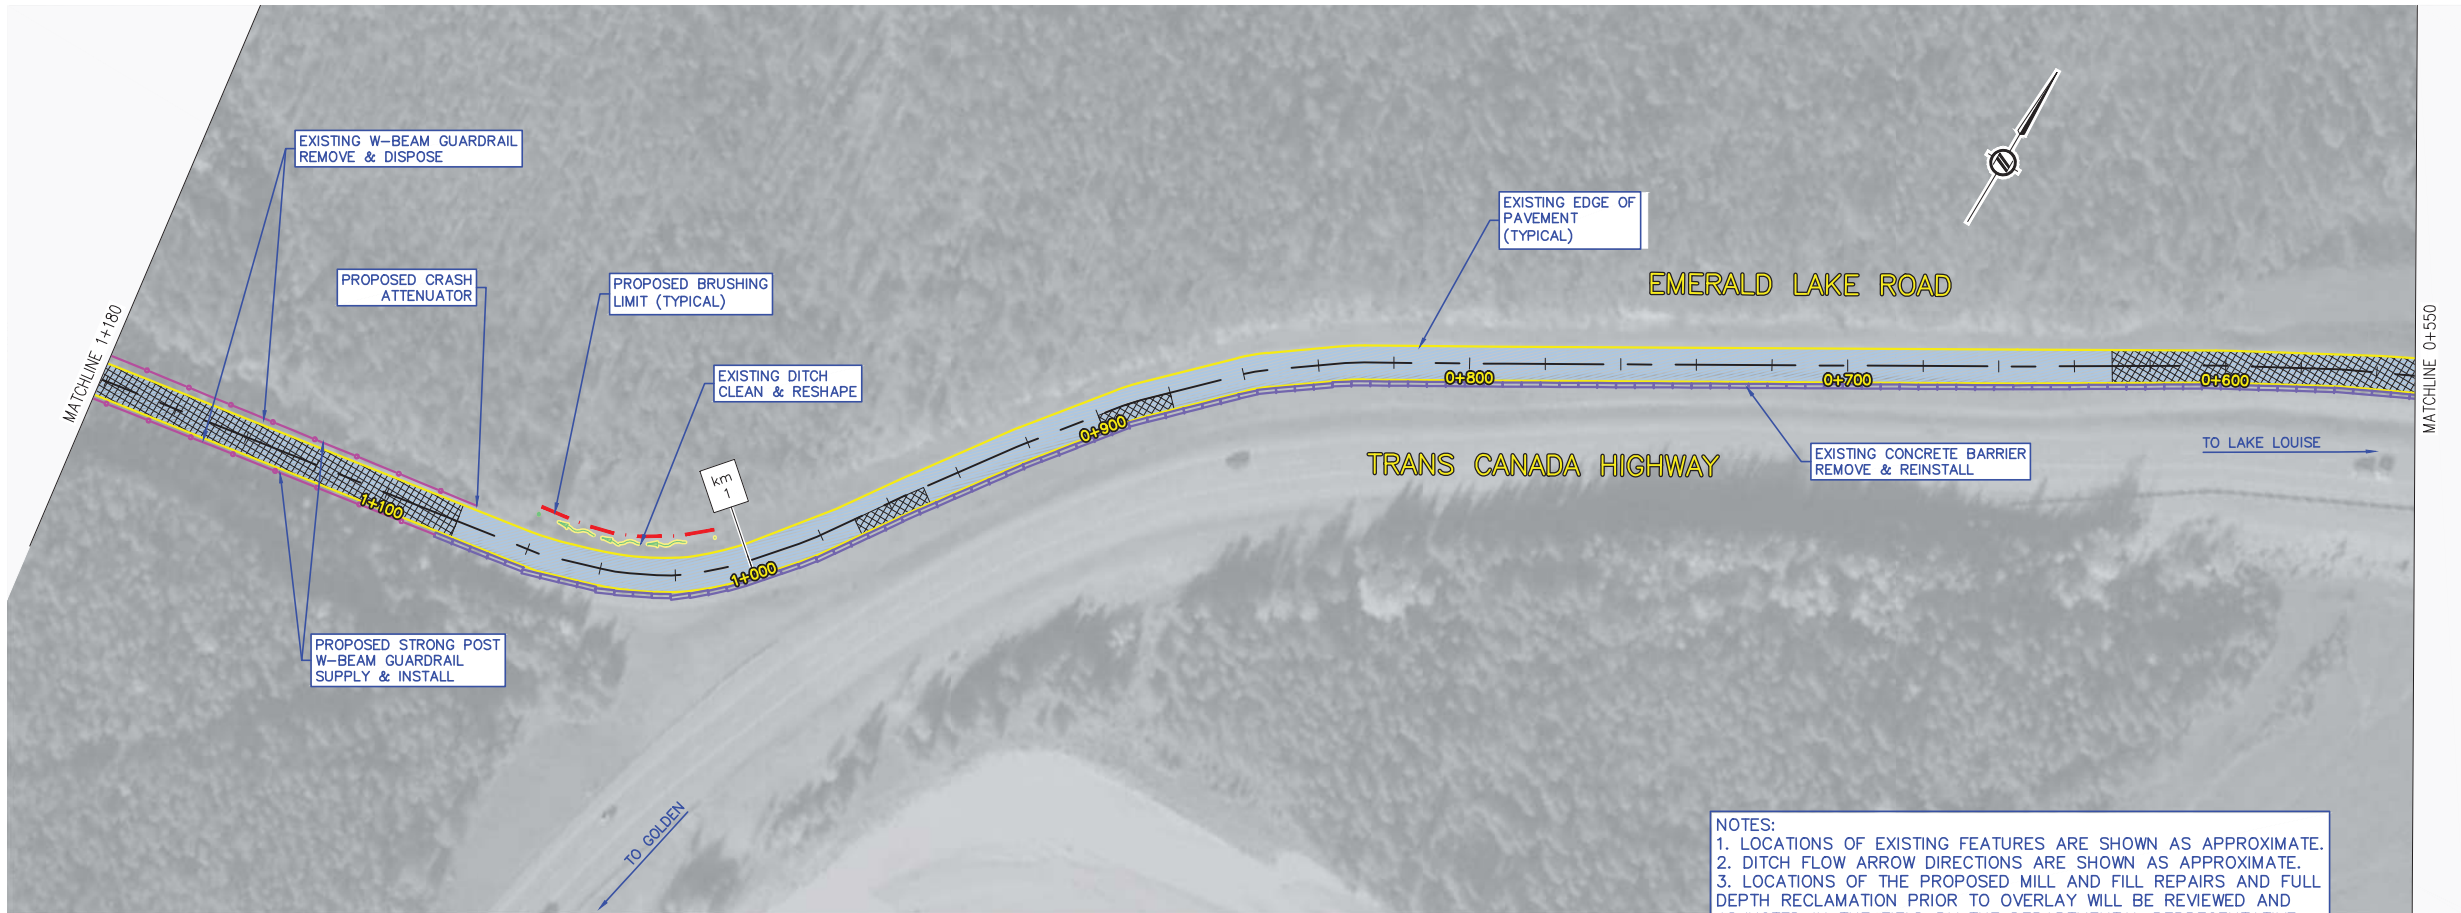 EXISTING W-BEAM GUARDRAIL
REMOVE & DISPOSE
PROPOSED CRASH
ATTENUATOR
PROPOSED BRUSHING
LIMIT (TYPICAL)
EXISTING DITCH
CLEAN & RESHAPE
EXISTING EDGE OF
PAVEMENT
(TYPICAL)
EMERALD LAKE ROAD
MATCHLINE 1+180
MATCHLINE 0+550
0+800
0+700
0+600
0+900
TRANS CANADA HIGHWAY
TO LAKE LOUISE
EXISTING CONCRETE BARRIER
REMOVE & REINSTALL
km
1
1+100
1+000
PROPOSED STRONG POST
W-BEAM GUARDRAIL
SUPPLY & INSTALL
TO GOLDEN
NOTES:
1. LOCATIONS OF EXISTING FEATURES ARE SHOWN AS APPROXIMATE.
2. DITCH FLOW ARROW DIRECTIONS ARE SHOWN AS APPROXIMATE.
3. LOCATIONS OF THE PROPOSED MILL AND FILL REPAIRS AND FULL
DEPTH RECLAMATION PRIOR TO OVERLAY WILL BE REVIEWED AND